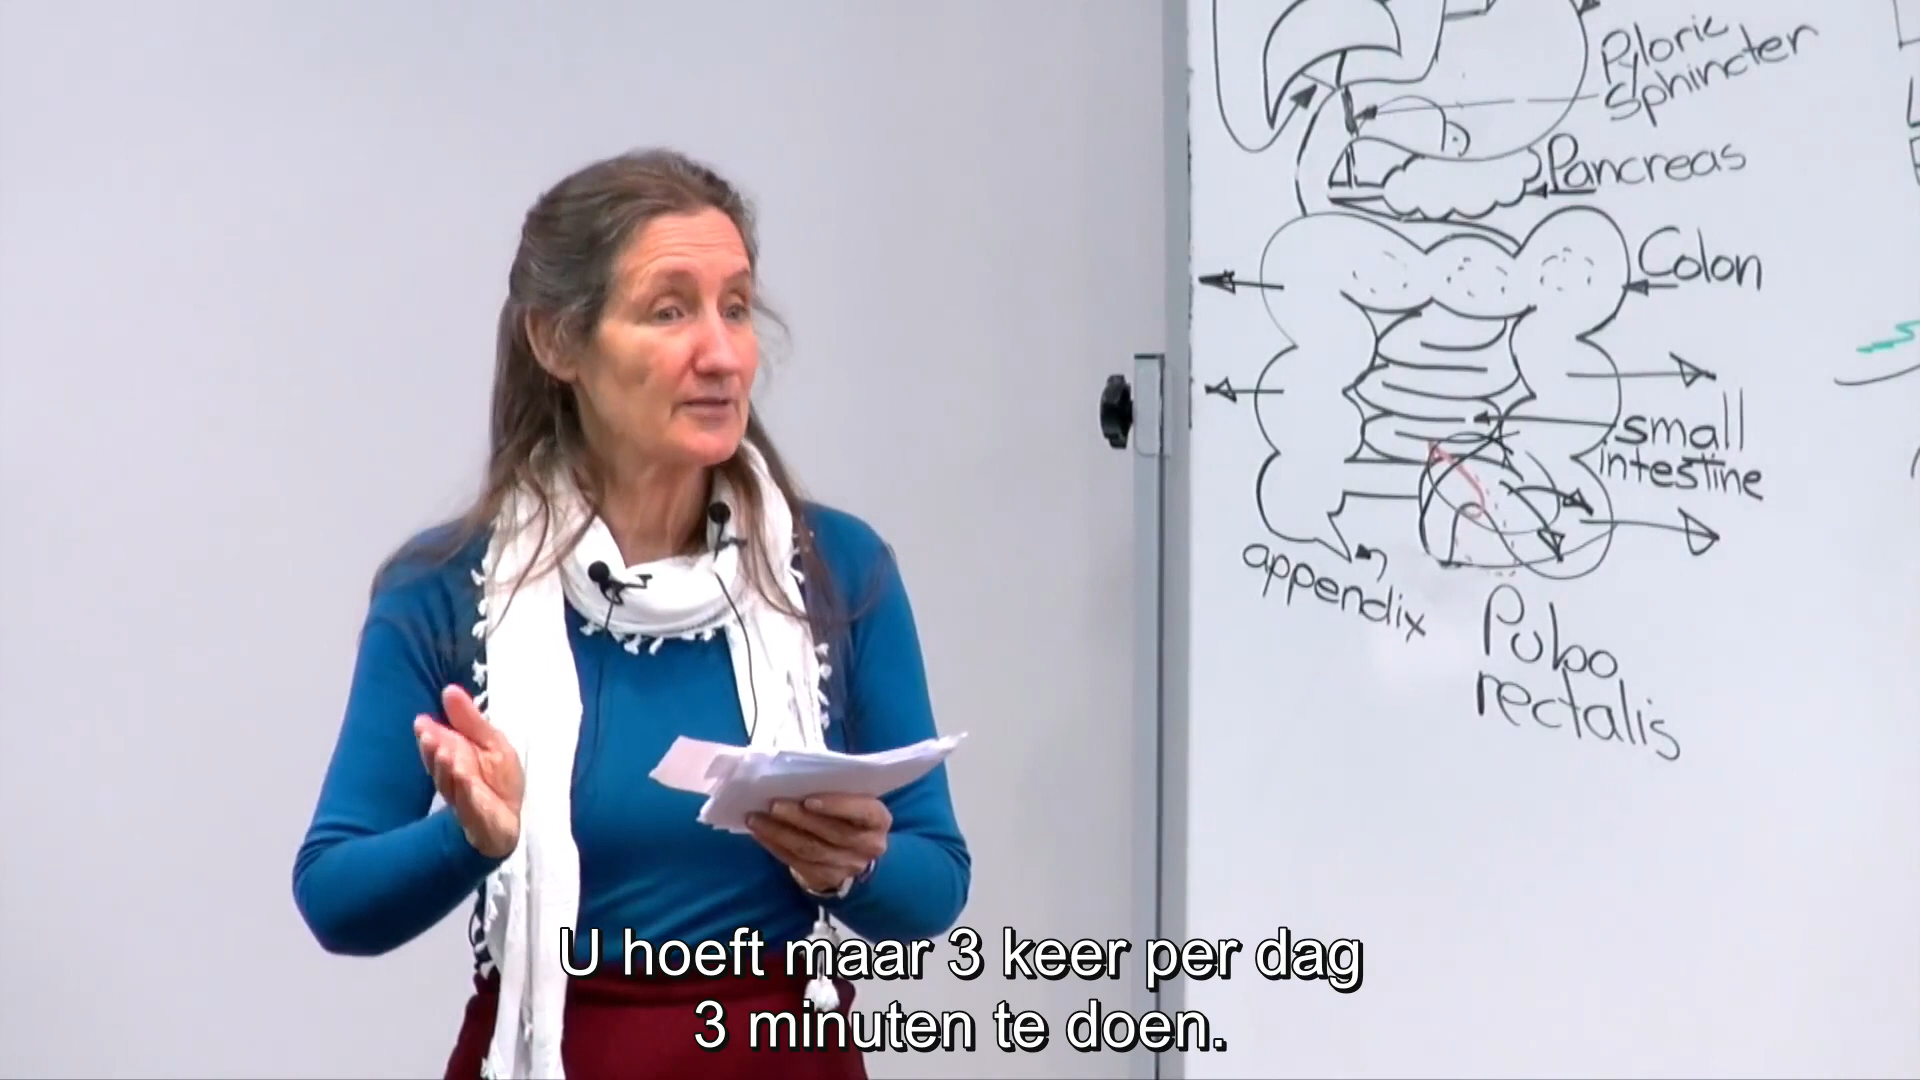 Pyloric
sphincter
Pancreas
Colon
small
intestine
appendix
Pubo
rectalis
U hoeft maar 3 keer per dag
3 minuten te doen.